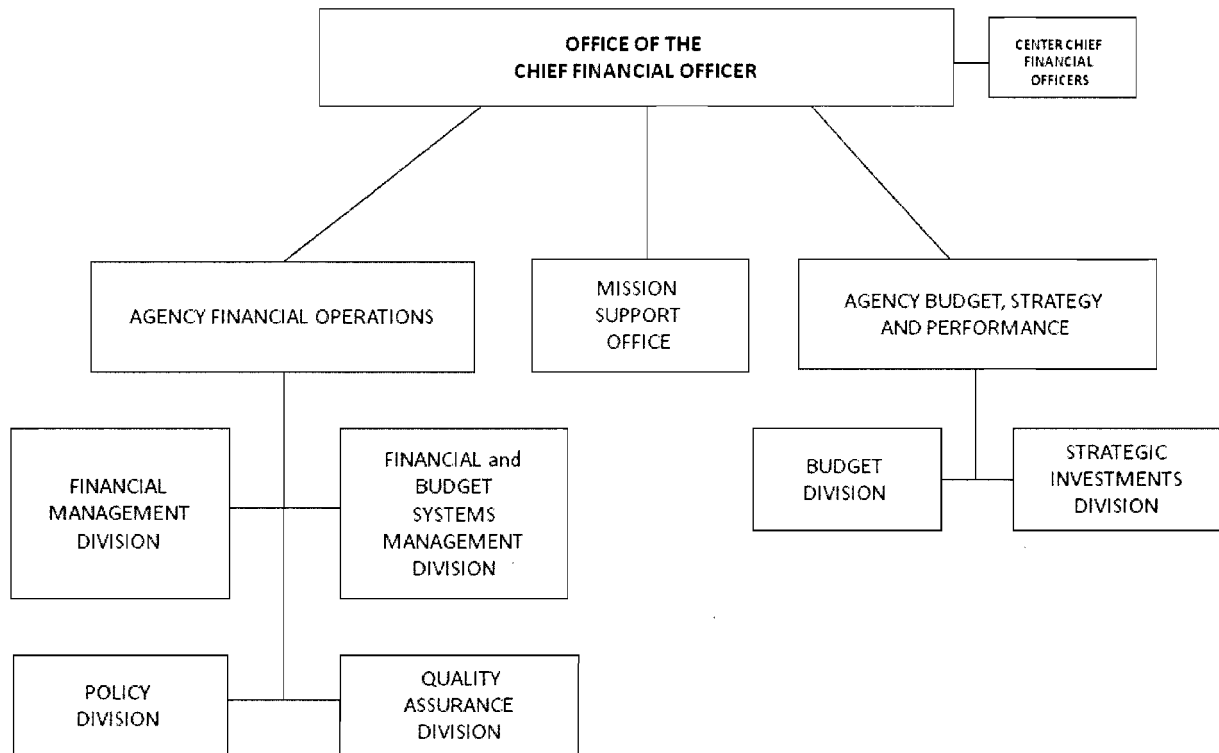 OFFICE OF THE
CHIEF FINANCIAL OFFICER
CENTER CHIEF
FINANCIAL
OFFICERS
AGENCY FINANCIAL OPERATIONS
MISSION
SUPPORT
OFFICE
AGENCY BUDGET, STRATEGY
AND PERFORMANCE
FINANCIAL
MANAGEMENT
DIVISION
FINANCIAL and
BUDGET
SYSTEMS
MANAGEMENT
DIVISION
BUDGET
DIVISION
STRATEGIC
INVESTMENTS
DIVISION
POLICY
DIVISION
QUALITY
ASSURANCE
DIVISION